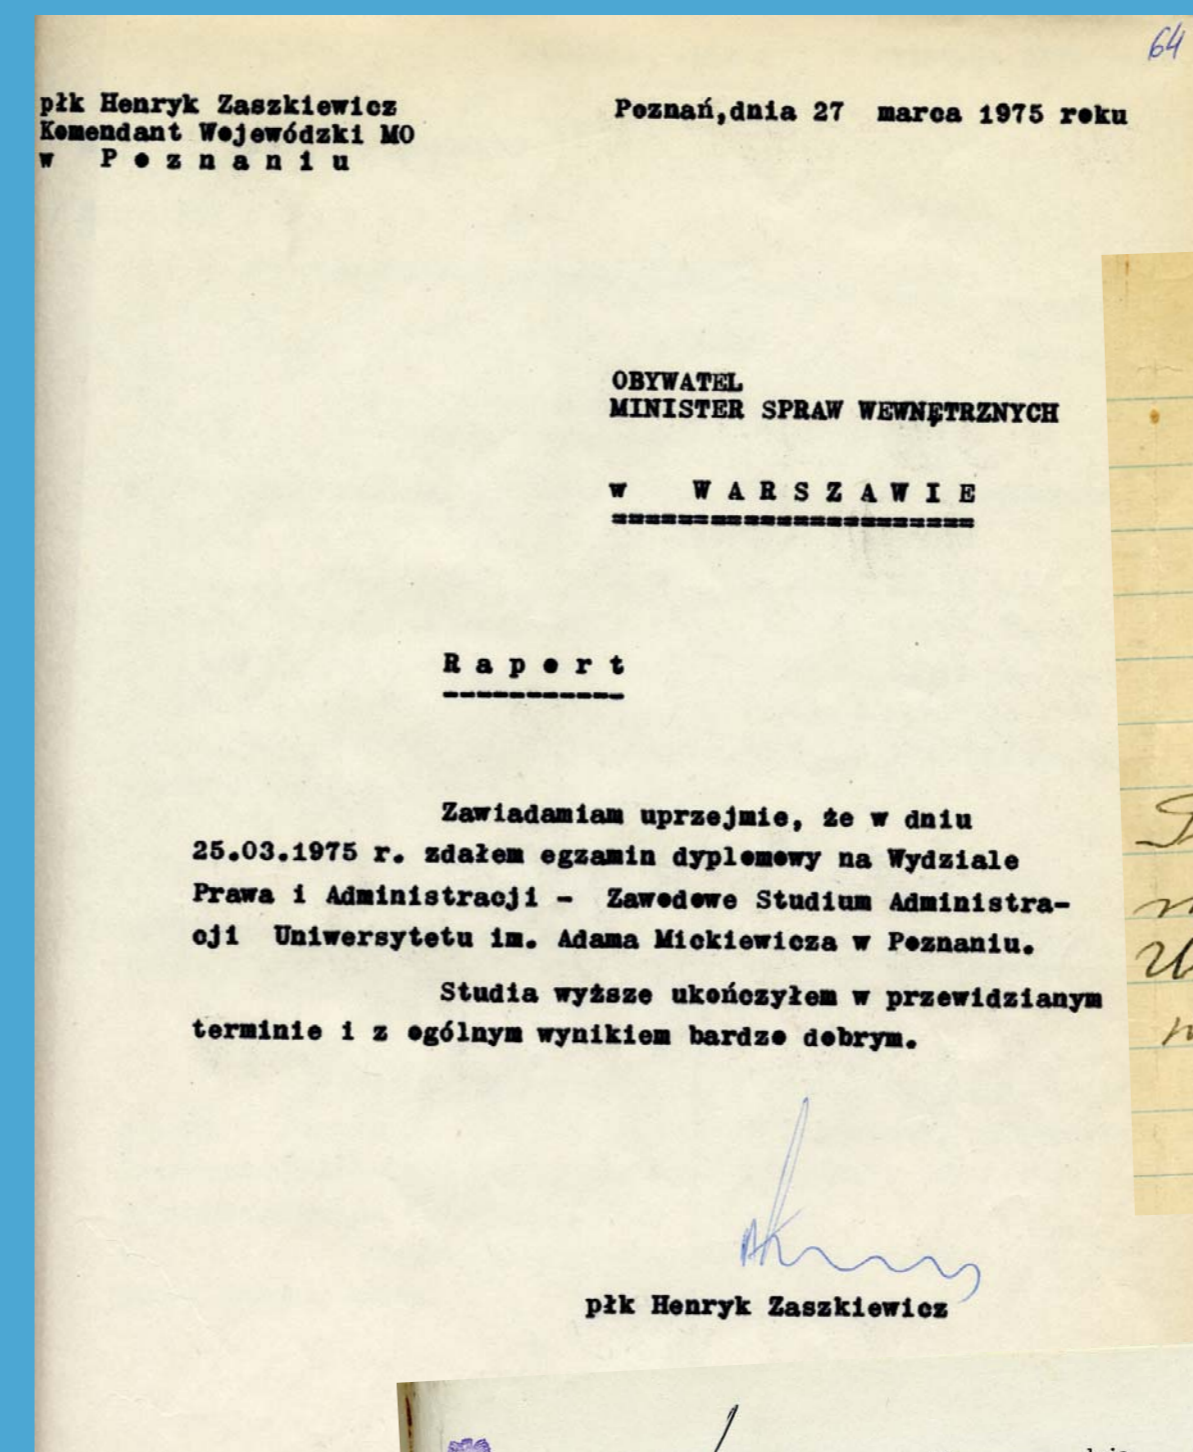 64
płk Henryk Zaszkiewicz
Komendant Wojewódzki MO
w P o z n a n i u
Poznań,dnia 27 marca 1975 roku
OBYWATEL
MINISTER SPRAW WEWNĘTRZNYCH
w W A R S Z A W I E
======================
R a p o r t
-----------
Zawiadamiam uprzejmie, że w dniu
25.03.1975 r. zdałem egzamin dyplomowy na Wydziale
Prawa i Administracji - Zawodowe Studium Administra-
cji Uniwersytetu im. Adama Mickiewicza w Poznaniu.
Studia wyższe ukończyłem w przewidzianym
terminie i z ogólnym wynikiem bardzo dobrym.
płk Henryk Zaszkiewicz